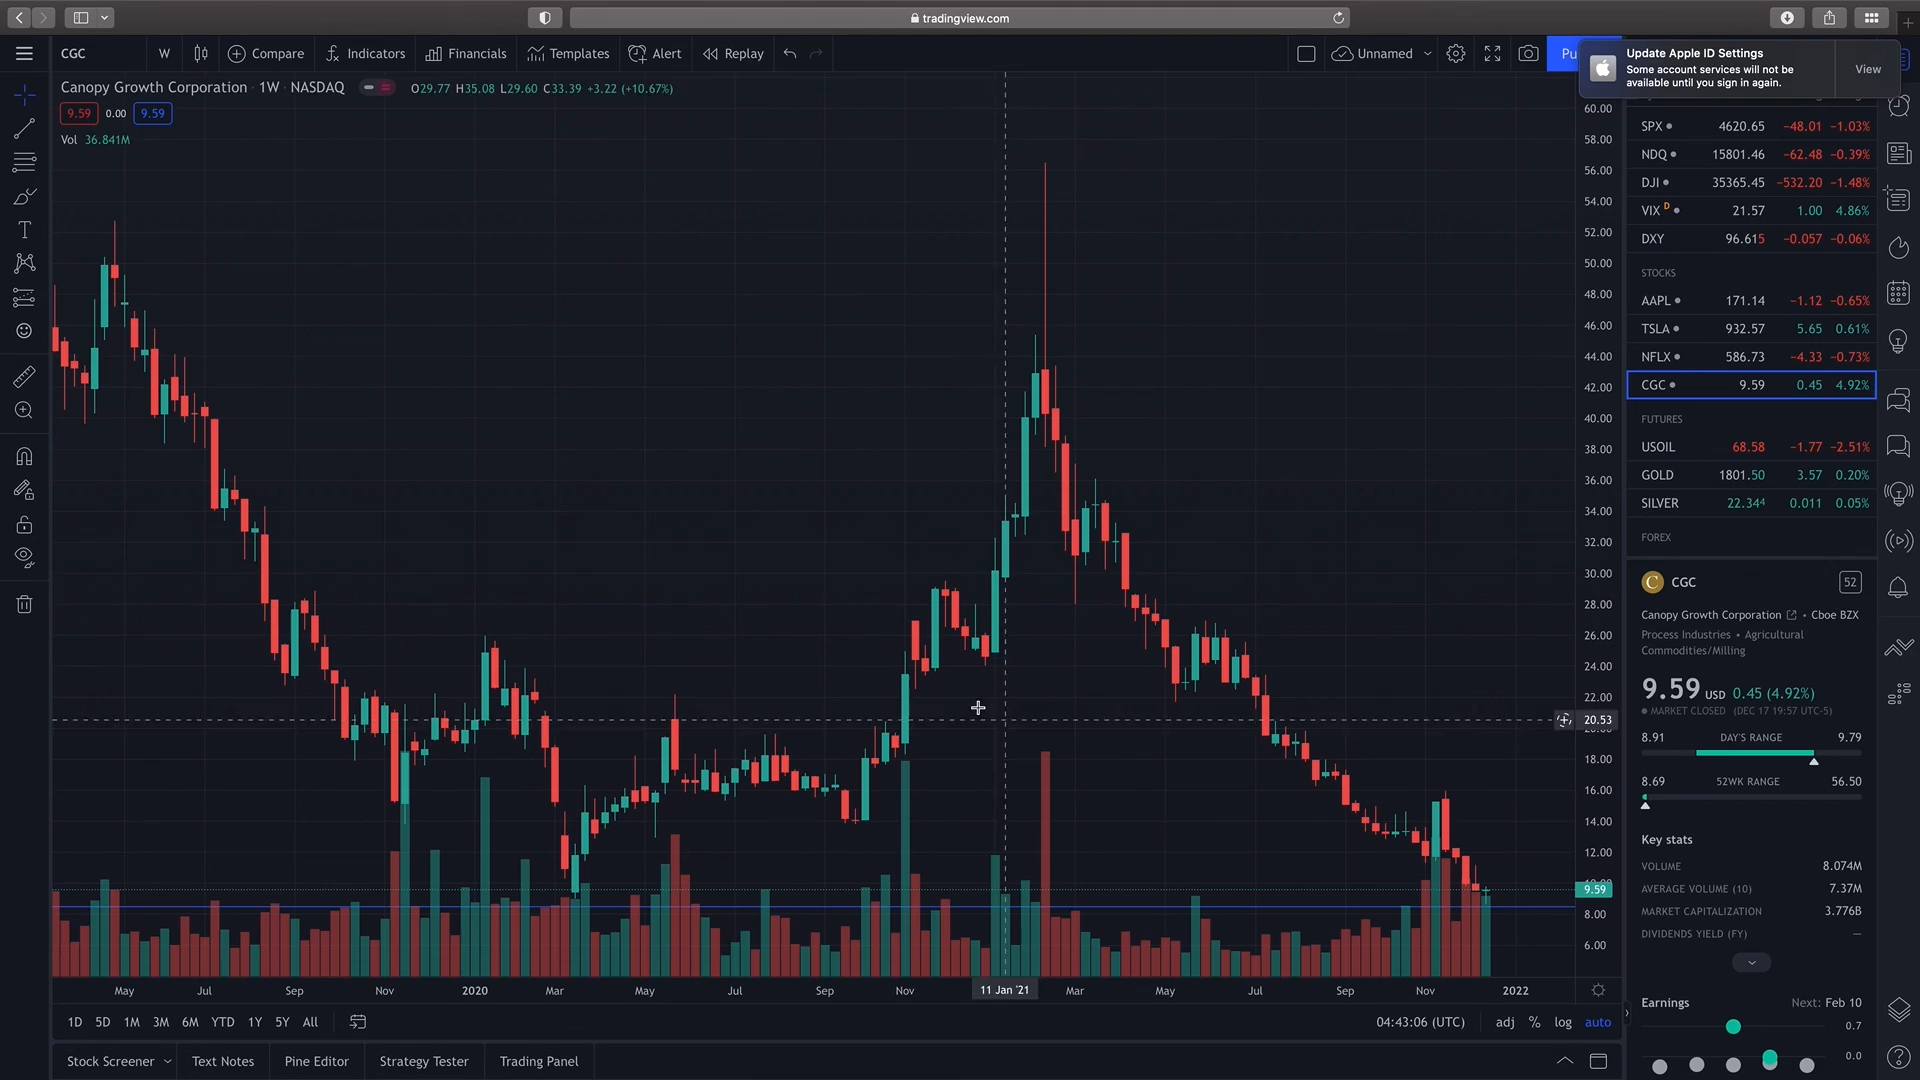 tradingview.com
CGC W Compare Indicators Financials Templates Alert Replay Unnamed Pu
Update Apple ID Settings
Some account services will not be
available until you sign in again.
View
Canopy Growth Corporation · 1W · NASDAQ O29.77 H35.08 L29.60 C33.39 +3.22 (+10.67%)
9.59 0.00 9.59
Vol 36.841M
60.00
58.00
56.00
54.00
52.00
50.00
48.00
46.00
44.00
42.00
40.00
38.00
36.00
34.00
32.00
30.00
28.00
26.00
24.00
22.00
20.53
18.00
16.00
14.00
12.00
9.59
8.00
6.00
May Jul Sep Nov 2020 Mar May Jul Sep Nov 11 Jan '21 Mar May Jul Sep Nov 2022
1D 5D 1M 3M 6M YTD 1Y 5Y All 04:43:06 (UTC) adj % log auto
Stock Screener Text Notes Pine Editor Strategy Tester Trading Panel
SPX 4620.65 −48.01 −1.03%
NDQ 15801.46 −62.48 −0.39%
DJI 35365.45 −532.20 −1.48%
VIX D 21.57 1.00 4.86%
DXY 96.615 −0.057 −0.06%
STOCKS
AAPL 171.14 −1.12 −0.65%
TSLA 932.57 5.65 0.61%
NFLX 586.73 −4.33 −0.73%
CGC 9.59 0.45 4.92%
FUTURES
USOIL 68.58 −1.77 −2.51%
GOLD 1801.50 3.57 0.20%
SILVER 22.344 0.011 0.05%
FOREX
C CGC 52
Canopy Growth Corporation • Cboe BZX
Process Industries • Agricultural
Commodities/Milling
9.59 USD 0.45 (4.92%)
MARKET CLOSED (DEC 17 19:57 UTC-5)
8.91 DAY'S RANGE 9.79
8.69 52WK RANGE 56.50
Key stats
VOLUME 8.074M
AVERAGE VOLUME (10) 7.37M
MARKET CAPITALIZATION 3.776B
DIVIDENDS YIELD (FY) —
Earnings Next: Feb 10
0.7
0.0